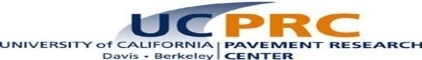 UCPRC
UNIVERSITY of CALIFORNIA | PAVEMENT RESEARCH
Davis • Berkeley | CENTER